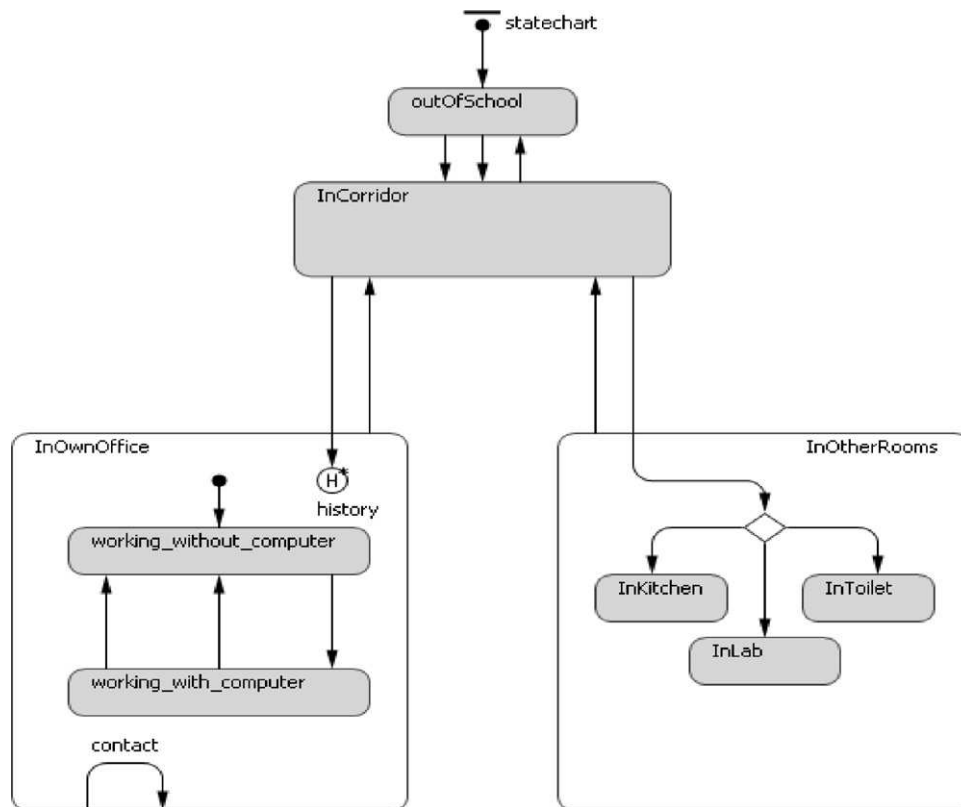 statechart
outOfSchool
InCorridor
InOwnOffice
InOtherRooms
H*
history
working_without_computer
InKitchen
InToilet
InLab
working_with_computer
contact